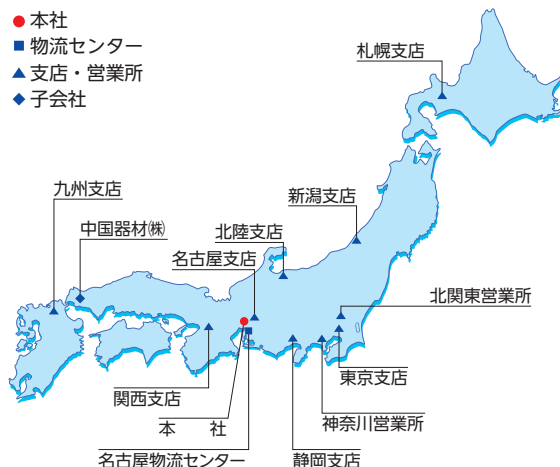 本社
物流センター
支店・営業所
子会社
札幌支店
九州支店
新潟支店
中国器材㈱
北陸支店
名古屋支店
北関東営業所
関西支店
東京支店
本　　社
神奈川営業所
名古屋物流センター
静岡支店